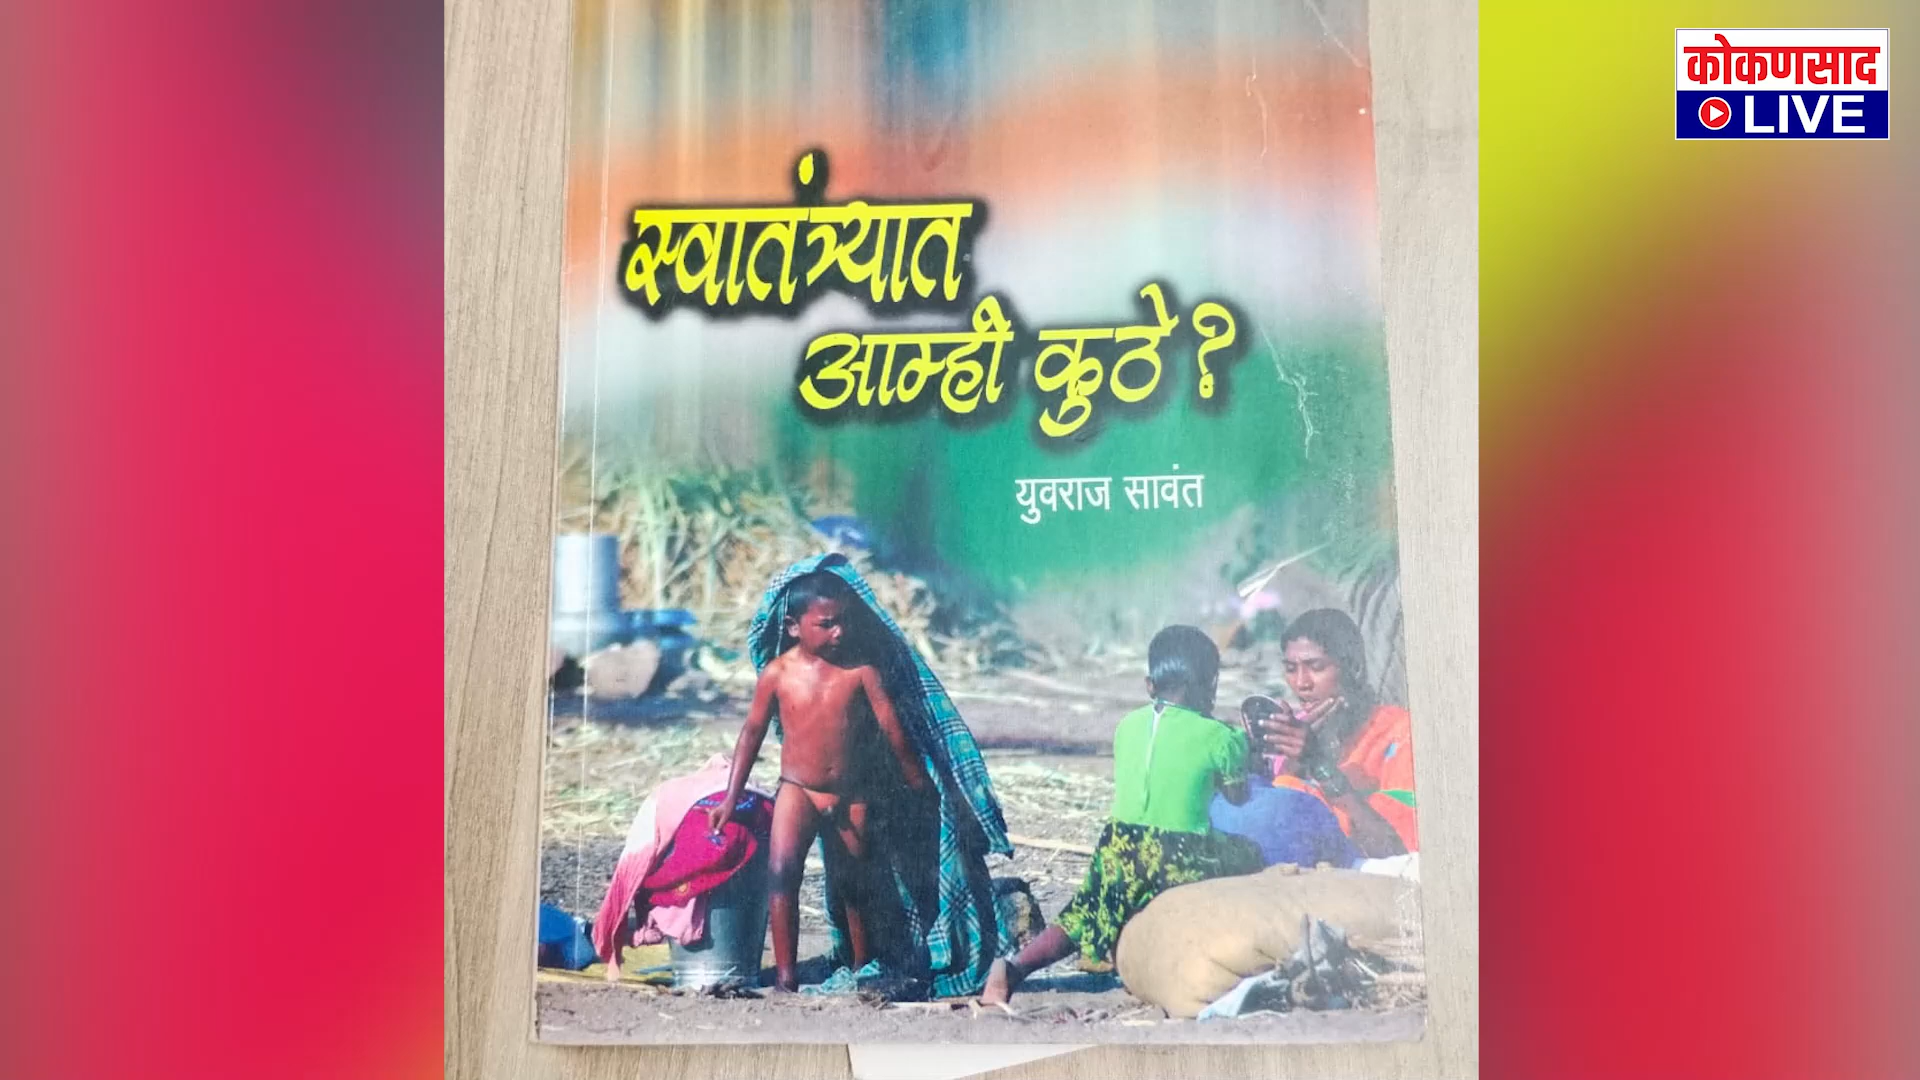 कोकणसाद
LIVE
स्वातंत्र्यात
आम्ही कुठे?
युवराज सावंत